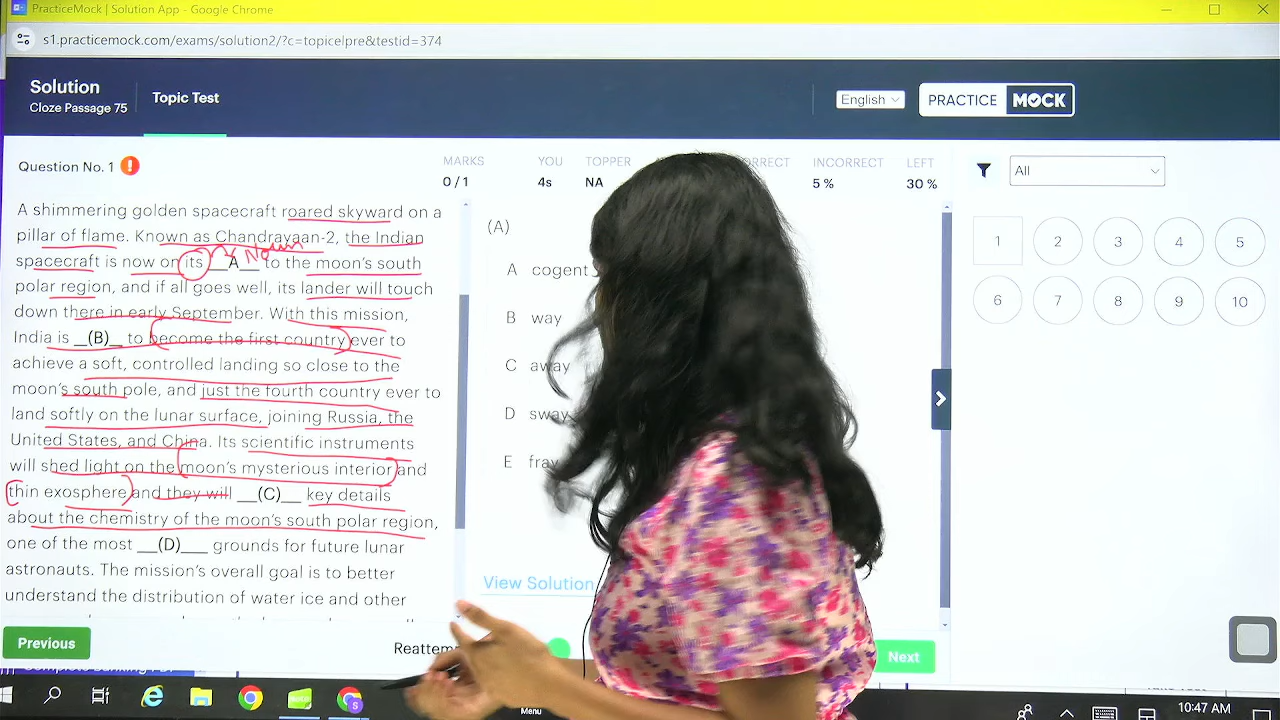 PracticeMock | Solution App - Google Chrome
s1.practicemock.com/exams/solution2/?c=topice|pre&testid=374
Solution
Cloze Passage 75
Topic Test
English
PRACTICE MOCK
Question No. 1
MARKS YOU TOPPER INCORRECT LEFT
0 / 1 4s NA 5 % 30 %
All
A shimmering golden spacecraft roared skyward on a
pillar of flame. Known as Chandrayaan-2, the Indian
Noun
spacecraft is now on its __A__ to the moon's south
polar region, and if all goes well, its lander will touch
down there in early September. With this mission,
India is _(B)_ to become the first country ever to
achieve a soft, controlled landing so close to the
moon's south pole, and just the fourth country ever to
land softly on the lunar surface, joining Russia, the
United States, and China. Its scientific instruments
will shed light on the moon's mysterious interior and
thin exosphere and they will __(C)__ key details
about the chemistry of the moon's south polar region,
one of the most __(D)___ grounds for future lunar
astronauts. The mission's overall goal is to better
understand the distribution of water ice and other
(A)
A cogent
B way
C away
D sway
E
View Solution
1 2 3 4 5
6 7 8 9 10
Previous
Next
Menu
10:47 AM